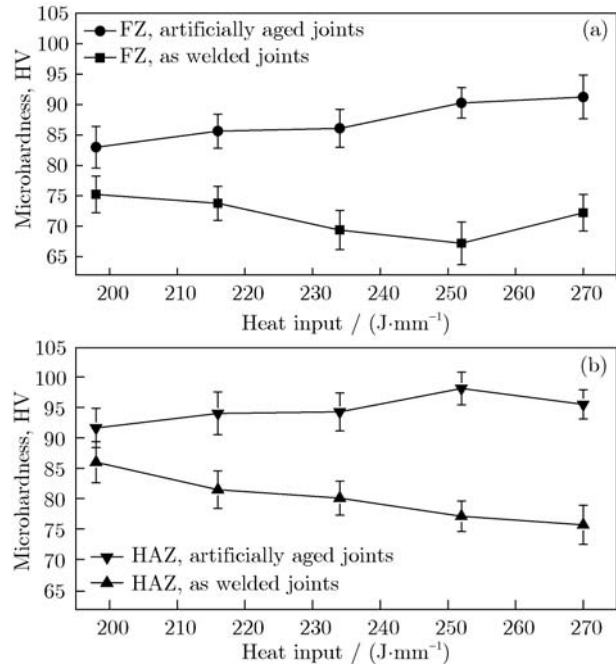 105
100
95
90
85
80
75
70
65
Microhardness, HV
FZ, artificially aged joints
FZ, as welded joints
(a)
200 210 220 230 240 250 260 270
Heat input / (J·mm⁻¹)
105
100
95
90
85
80
75
70
65
Microhardness, HV
(b)
HAZ, artificially aged joints
HAZ, as welded joints
200 210 220 230 240 250 260 270
Heat input / (J·mm⁻¹)